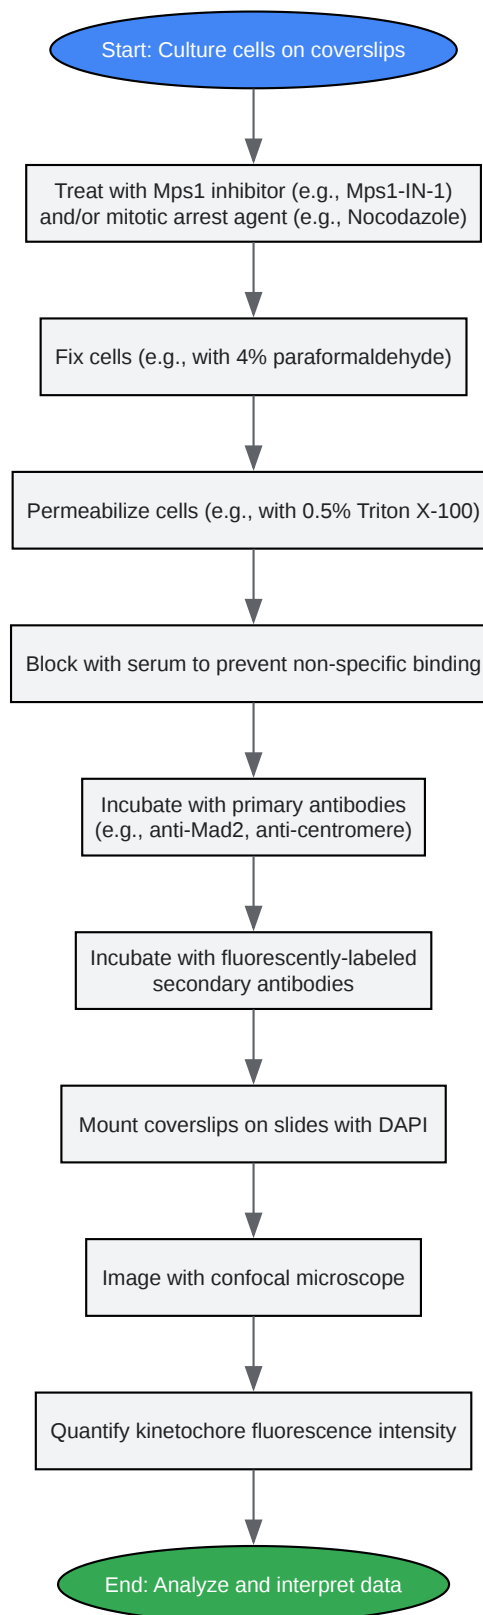 Start: Culture cells on coverslips
Treat with Mps1 inhibitor (e.g., Mps1-IN-1)
and/or mitotic arrest agent (e.g., Nocodazole)
Fix cells (e.g., with 4% paraformaldehyde)
Permeabilize cells (e.g., with 0.5% Triton X-100)
Block with serum to prevent non-specific binding
Incubate with primary antibodies
(e.g., anti-Mad2, anti-centromere)
Incubate with fluorescently-labeled
secondary antibodies
Mount coverslips on slides with DAPI
Image with confocal microscope
Quantify kinetochore fluorescence intensity
End: Analyze and interpret data